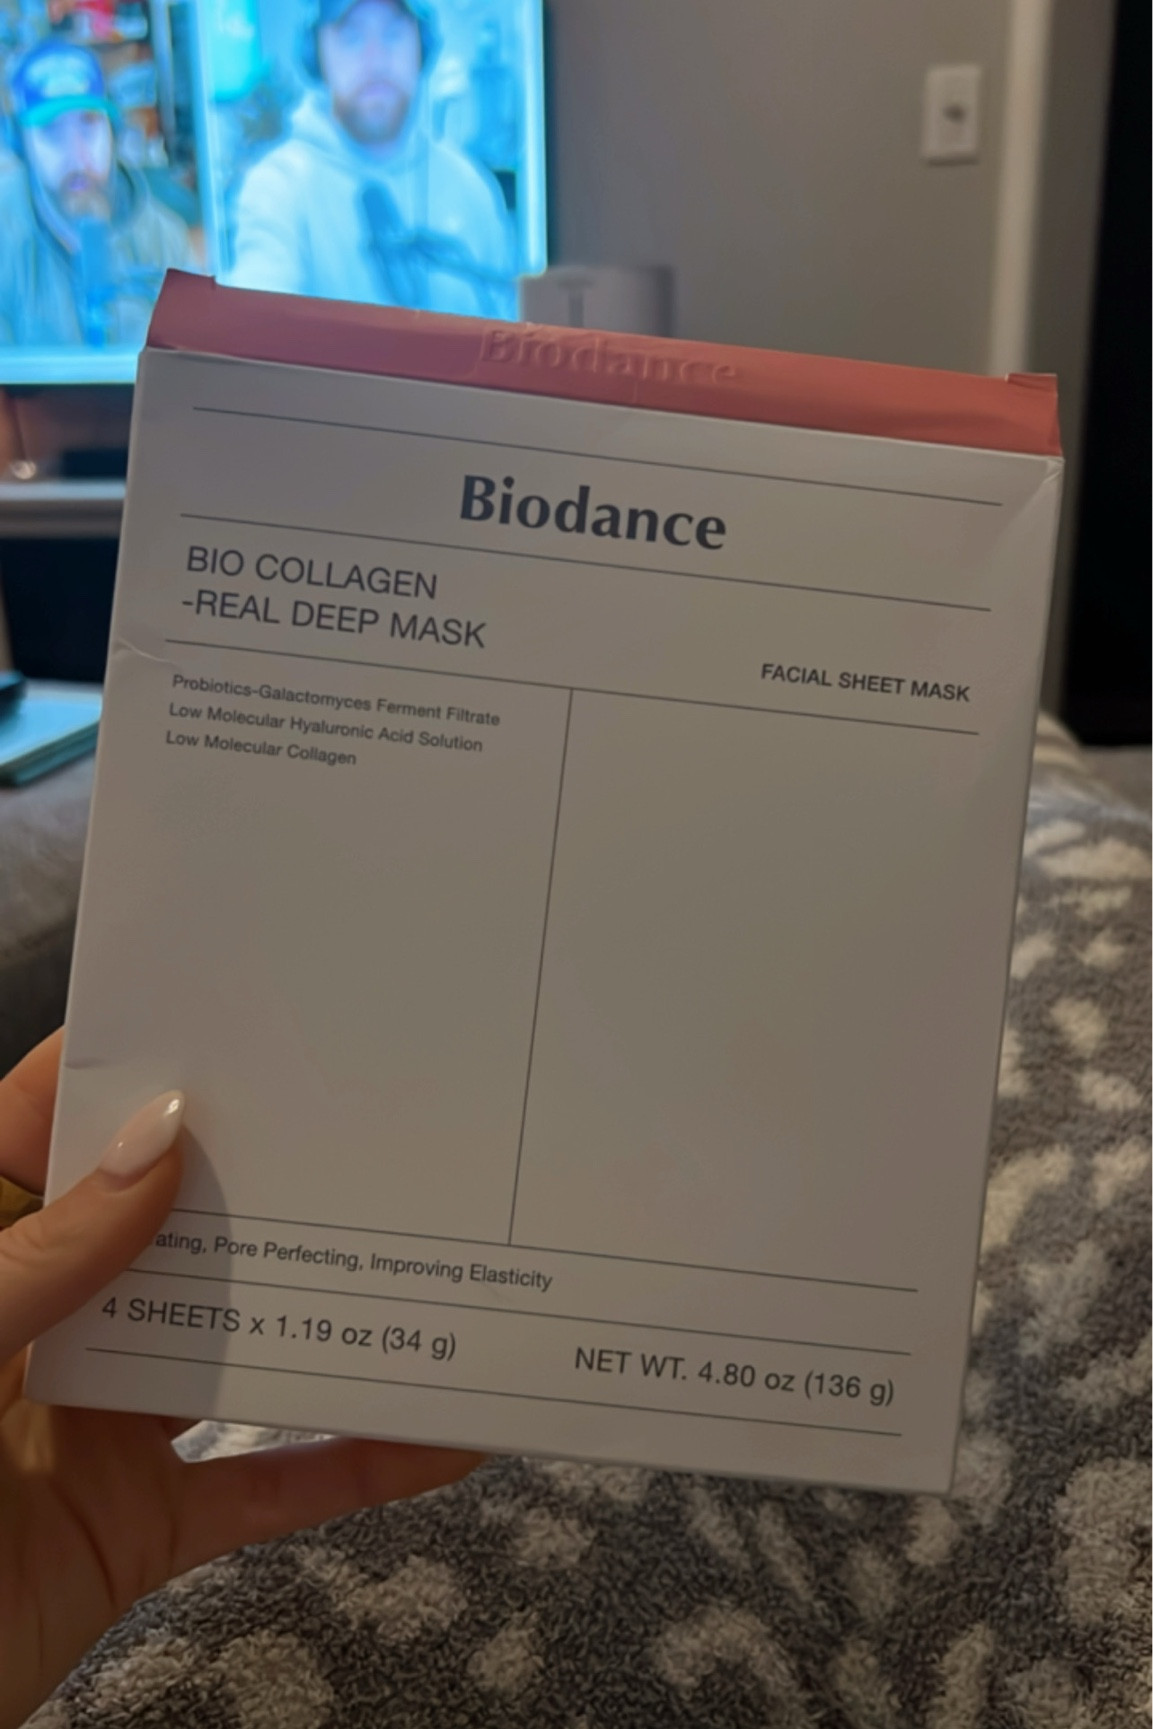 Biodance
Biodance
BIO COLLAGEN
-REAL DEEP MASK
FACIAL SHEET MASK
Probiotics-Galactomyces Ferment Filtrate
Low Molecular Hyaluronic Acid Solution
Low Molecular Collagen
ating, Pore Perfecting, Improving Elasticity
4 SHEETS x 1.19 oz (34 g)
NET WT. 4.80 oz (136 g)